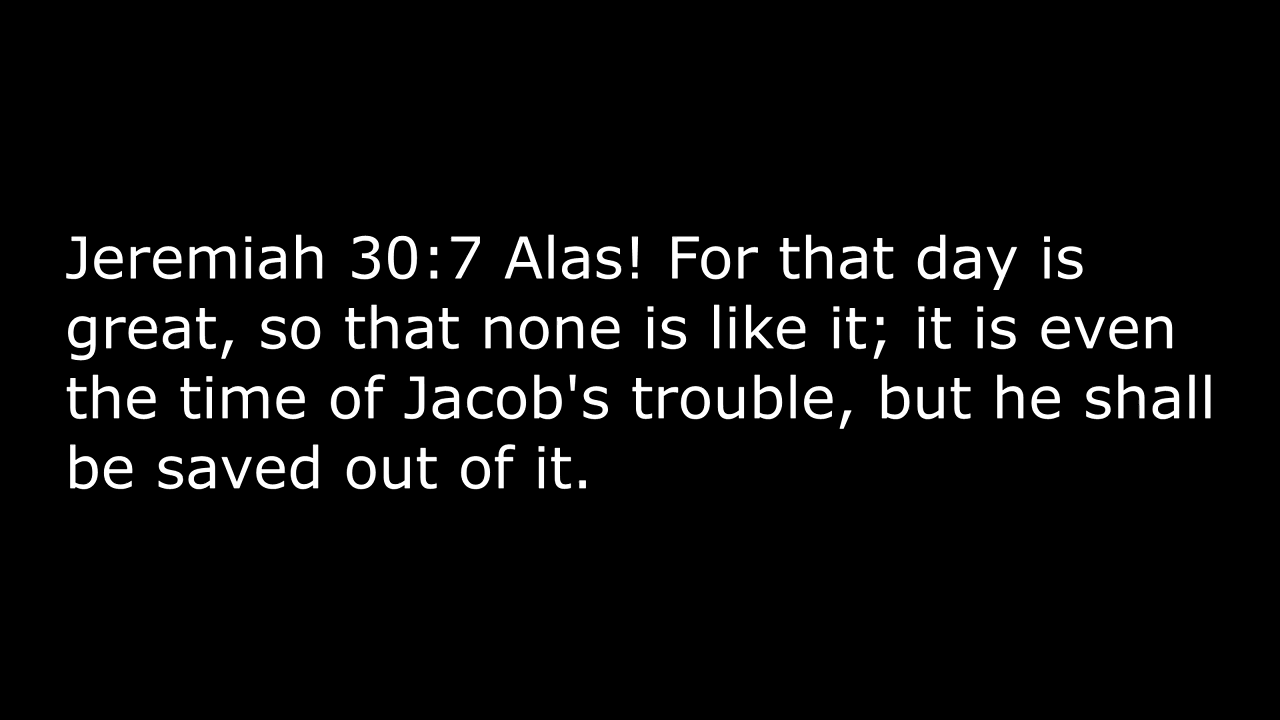 Jeremiah 30:7 Alas! For that day is
great, so that none is like it; it is even
the time of Jacob's trouble, but he shall
be saved out of it.